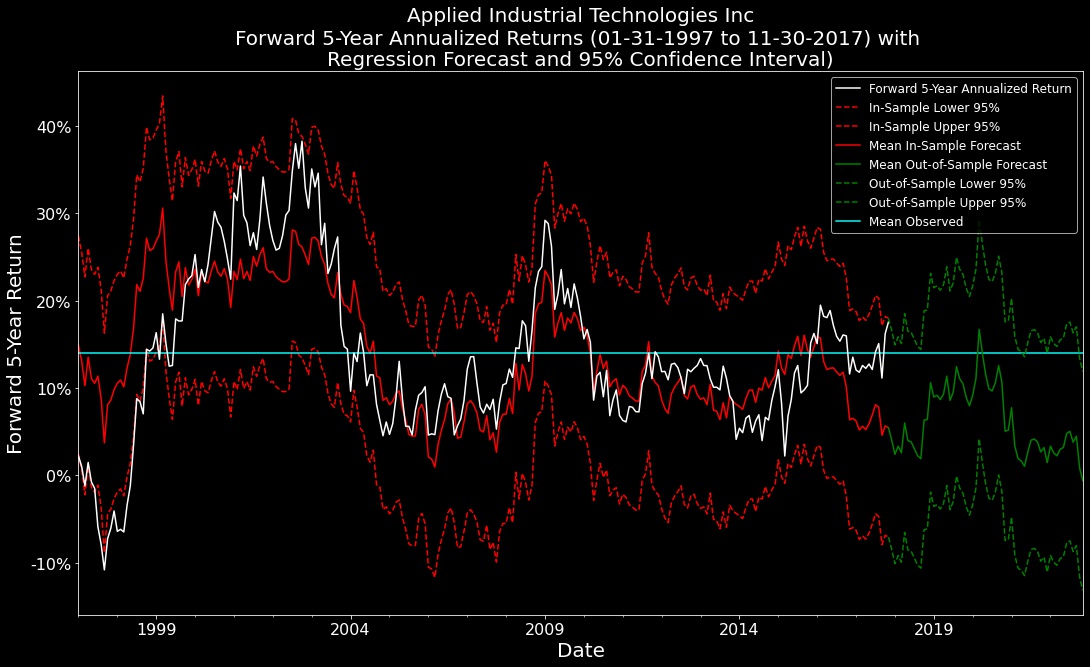 Applied Industrial Technologies Inc
Forward 5-Year Annualized Returns (01-31-1997 to 11-30-2017) with
Regression Forecast and 95% Confidence Interval)
Forward 5-Year Annualized Return
In-Sample Lower 95%
In-Sample Upper 95%
Mean In-Sample Forecast
Mean Out-of-Sample Forecast
Out-of-Sample Lower 95%
Out-of-Sample Upper 95%
Mean Observed
Forward 5-Year Return
40%
30%
20%
10%
0%
-10%
1999 2004 2009 2014 2019
Date